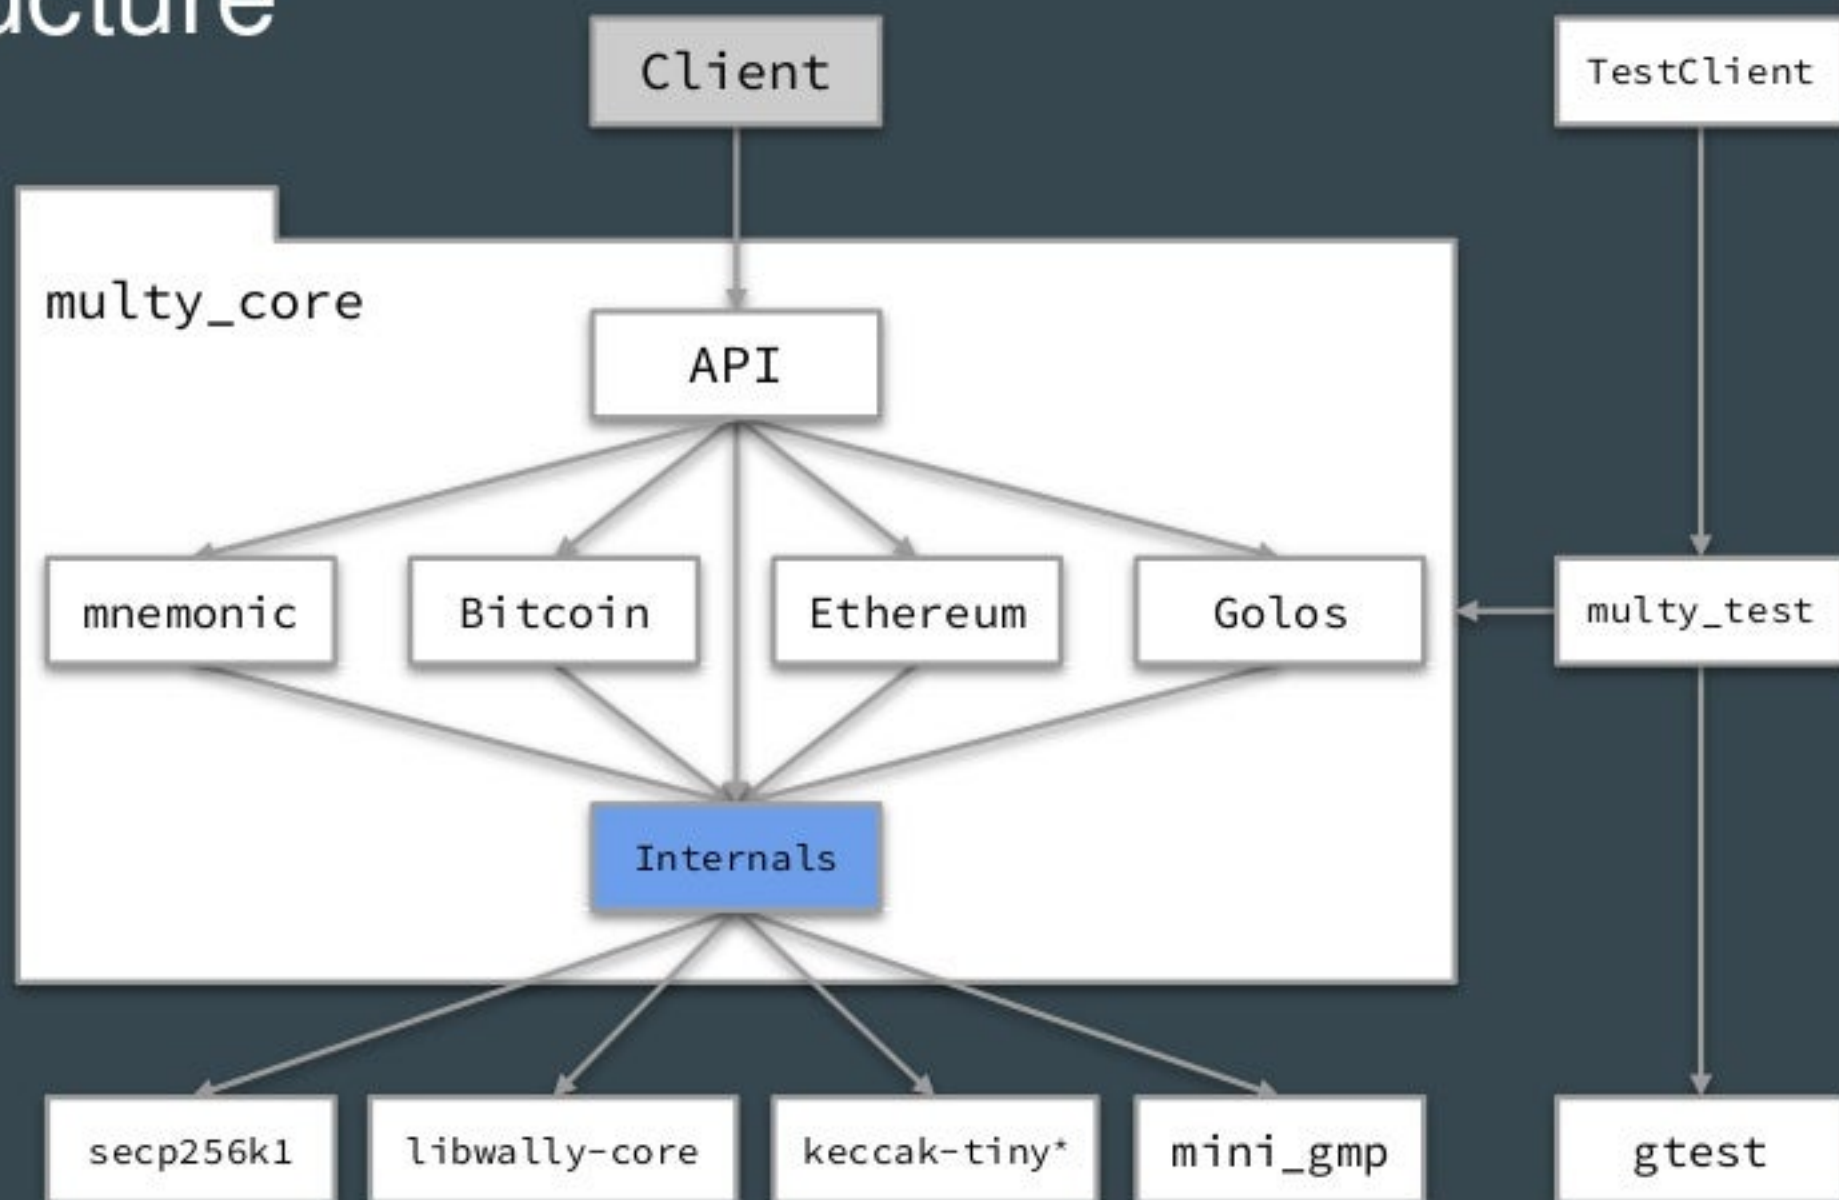 Client
TestClient
multy_core
API
mnemonic
Bitcoin
Ethereum
Golos
multy_test
Internals
secp256k1
libwally-core
keccak-tiny*
mini_gmp
gtest